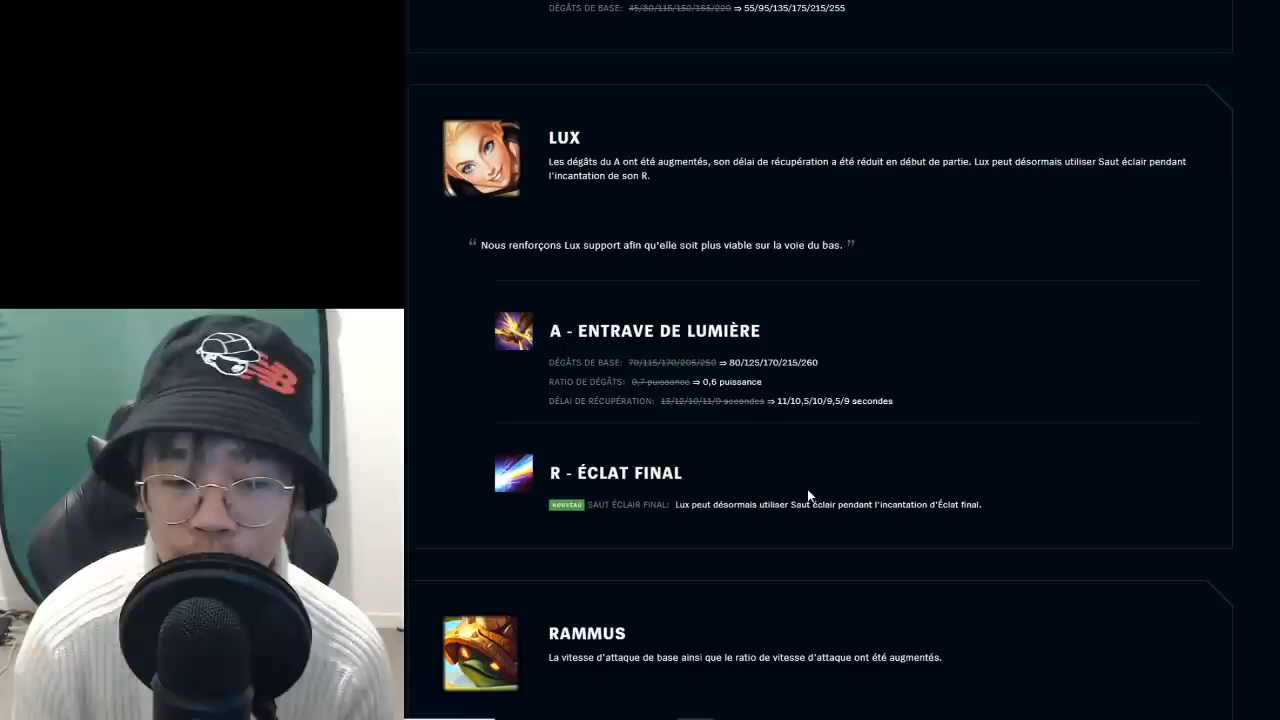 DÉGÂTS DE BASE: 45/80/115/150/185/220 ⇒ 55/95/135/175/215/255
LUX
Les dégâts du A ont été augmentés, son délai de récupération a été réduit en début de partie. Lux peut désormais utiliser Saut éclair pendant
l'incantation de son R.
“ Nous renforçons Lux support afin qu'elle soit plus viable sur la voie du bas. ”
A - ENTRAVE DE LUMIÈRE
DÉGÂTS DE BASE: 70/115/170/205/250 ⇒ 80/125/170/215/260
RATIO DE DÉGÂTS: 0,7 puissance ⇒ 0,6 puissance
DÉLAI DE RÉCUPÉRATION: 13/12/10/11/9 secondes ⇒ 11/10,5/10/9,5/9 secondes
R - ÉCLAT FINAL
NOUVEAU SAUT ÉCLAIR FINAL: Lux peut désormais utiliser Saut éclair pendant l'incantation d'Éclat final.
RAMMUS
La vitesse d'attaque de base ainsi que le ratio de vitesse d'attaque ont été augmentés.